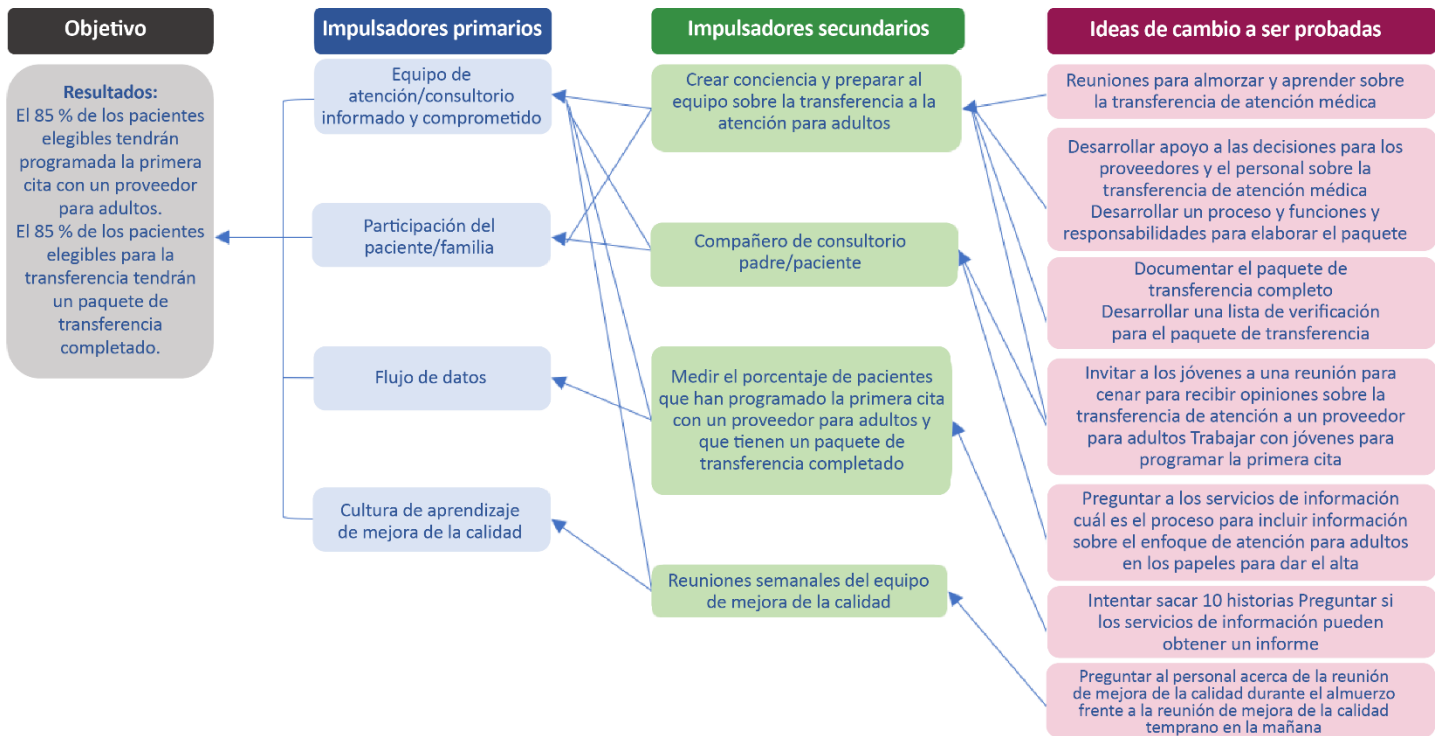 Objetivo
Resultados:
El 85 % de los pacientes
elegibles tendrán
programada la primera
cita con un proveedor
para adultos.
El 85 % de los pacientes
elegibles para la
transferencia tendrán
un paquete de
transferencia
completado.
Impulsadores primarios
Equipo de
atención/consultorio
informado y comprometido
Participación del
paciente/familia
Flujo de datos
Cultura de aprendizaje
de mejora de la calidad
Impulsadores secundarios
Crear conciencia y preparar al
equipo sobre la transferencia a la
atención para adultos
Compañero de consultorio
padre/paciente
Medir el porcentaje de pacientes
que han programado la primera cita
con un proveedor para adultos y
que tienen un paquete de
transferencia completado
Reuniones semanales del equipo
de mejora de la calidad
Ideas de cambio a ser probadas
Reuniones para almorzar y aprender sobre
la transferencia de atención médica
Desarrollar apoyo a las decisiones para los
proveedores y el personal sobre la
transferencia de atención médica
Desarrollar un proceso y funciones y
responsabilidades para elaborar el paquete
Documentar el paquete de
transferencia completo
Desarrollar una lista de verificación
para el paquete de transferencia
Invitar a los jóvenes a una reunión para
cenar para recibir opiniones sobre la
transferencia de atención a un proveedor
para adultos Trabajar con jóvenes para
programar la primera cita
Preguntar a los servicios de información
cuál es el proceso para incluir información
sobre el enfoque de atención para adultos
en los papeles para dar el alta
Intentar sacar 10 historias Preguntar si
los servicios de información pueden
obtener un informe
Preguntar al personal acerca de la reunión
de mejora de la calidad durante el almuerzo
frente a la reunión de mejora de la calidad
temprano en la mañana